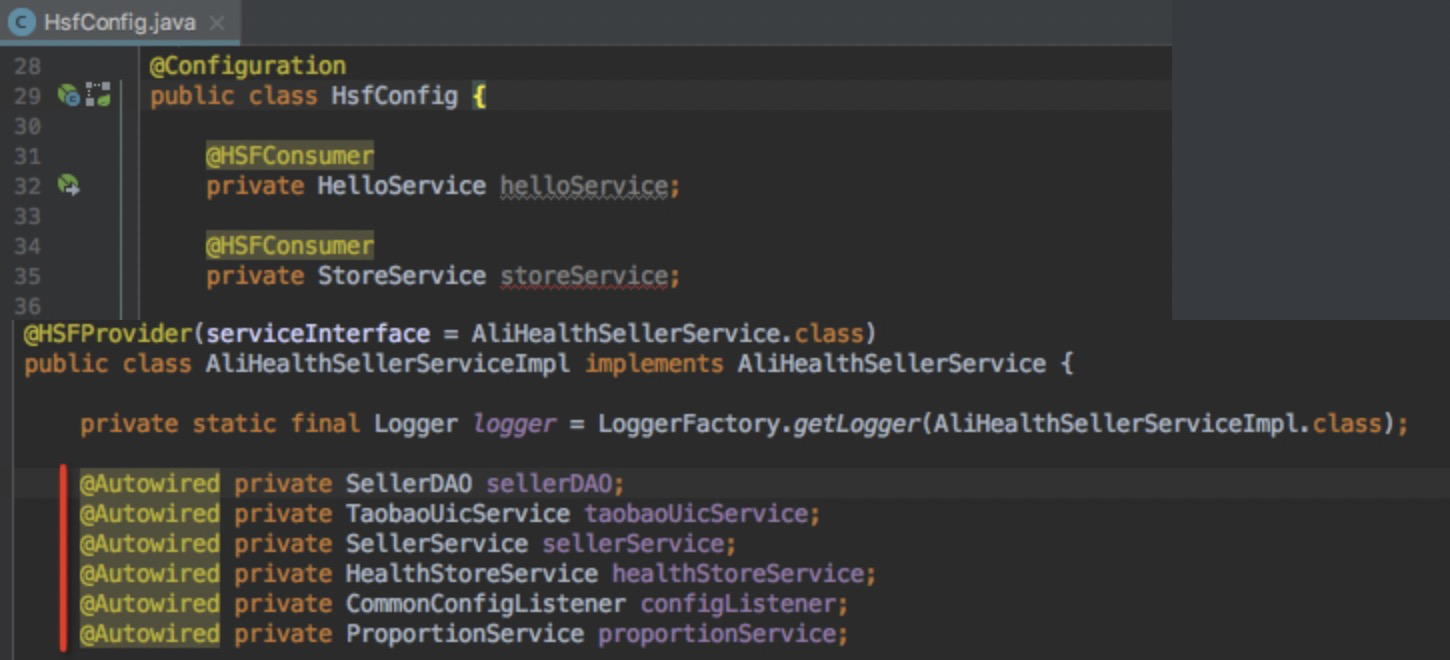 C HsfConfig.java ×
28 @Configuration
29 public class HsfConfig {
30
31 @HSFConsumer
32 private HelloService helloService;
33
34 @HSFConsumer
35 private StoreService storeService;
36
@HSFProvider(serviceInterface = AliHealthSellerService.class)
public class AliHealthSellerServiceImpl implements AliHealthSellerService {
private static final Logger logger = LoggerFactory.getLogger(AliHealthSellerServiceImpl.class);
@Autowired private SellerDAO sellerDAO;
@Autowired private TaobaoUicService taobaoUicService;
@Autowired private SellerService sellerService;
@Autowired private HealthStoreService healthStoreService;
@Autowired private CommonConfigListener configListener;
@Autowired private ProportionService proportionService;